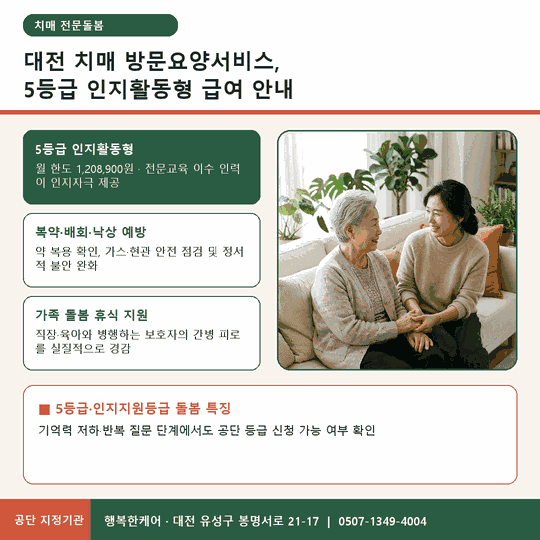 치매 전문돌봄
대전 치매 방문요양서비스,
5등급 인지활동형 급여 안내
5등급 인지활동형
월 한도 1,208,900원 · 전문교육 이수 인력
이 인지자극 제공
복약·배회·낙상 예방
약 복용 확인, 가스·현관 안전 점검 및 정서
적 불안 완화
가족 돌봄 휴식 지원
직장·육아와 병행하는 보호자의 간병 피로
를 실질적으로 경감
■ 5등급·인지지원등급 돌봄 특징
기억력 저하·반복 질문 단계에서도 공단 등급 신청 가능 여부 확인
공단 지정기관
행복한케어 · 대전 유성구 봉명서로 21-17 | 0507-1349-4004